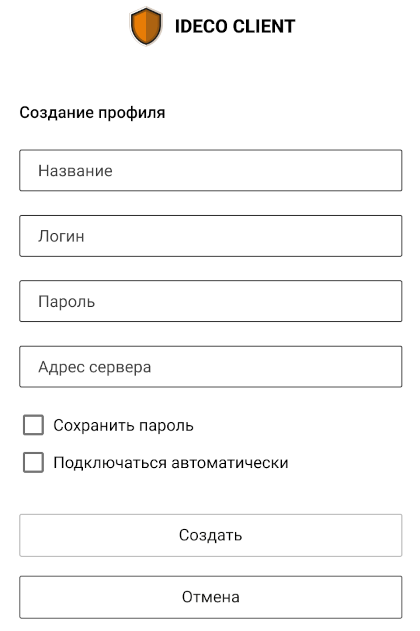 IDECO CLIENT
Создание профиля
Название
Логин
Пароль
Адрес сервера
Сохранить пароль
Подключаться автоматически
Создать
Отмена